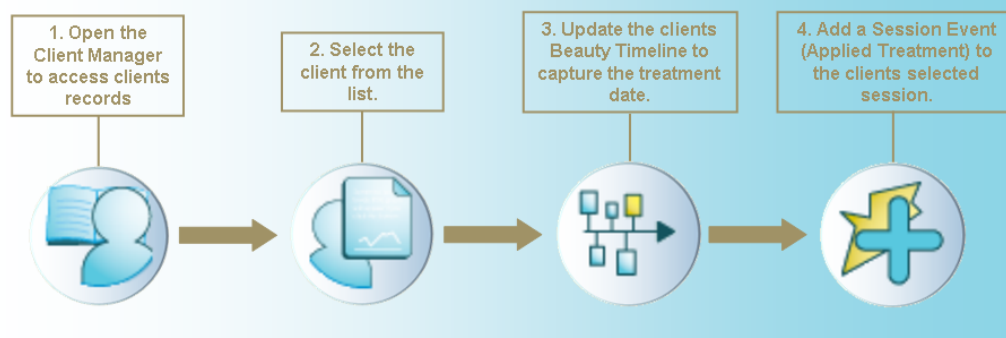 1. Open the
Client Manager
to access clients
records
2. Select the
client from the
list.
3. Update the clients
Beauty Timeline to
capture the treatment
date.
4. Add a Session Event
(Applied Treatment) to
the clients selected
session.